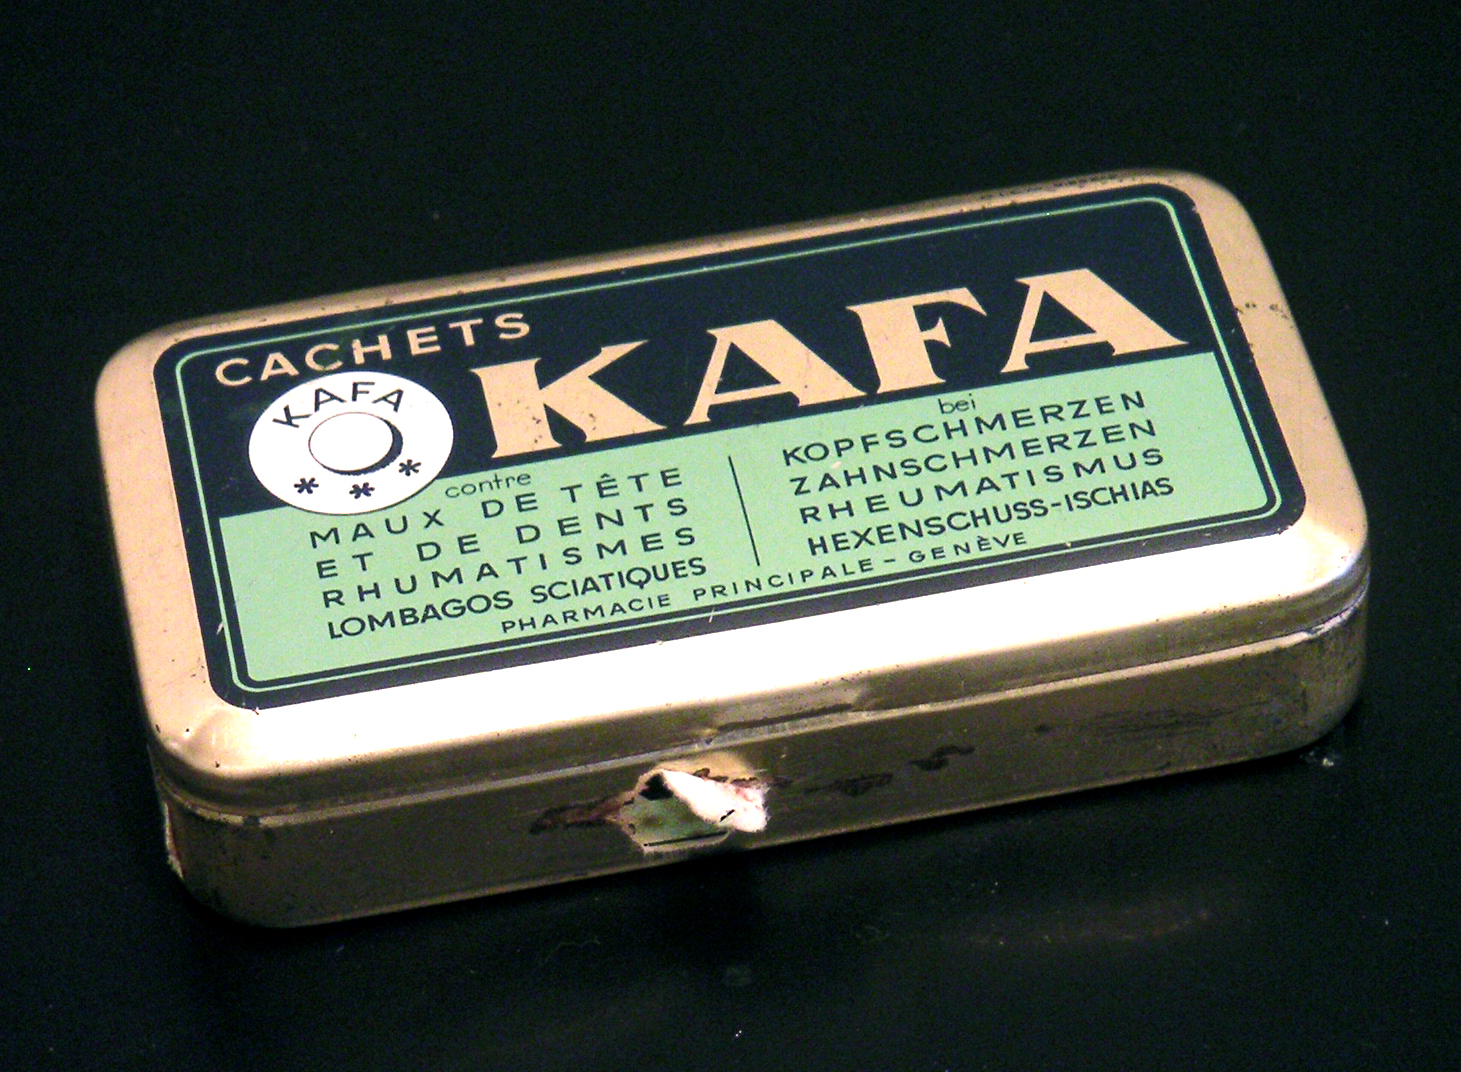 CACHETS
KAFA
KAFA
***
contre
MAUX DE TÊTE
ET DE DENTS
RHUMATISMES
LOMBAGOS SCIATIQUES
bei
KOPFSCHMERZEN
ZAHNSCHMERZEN
RHEUMATISMUS
HEXENSCHUSS-ISCHIAS
PHARMACIE PRINCIPALE - GENÈVE